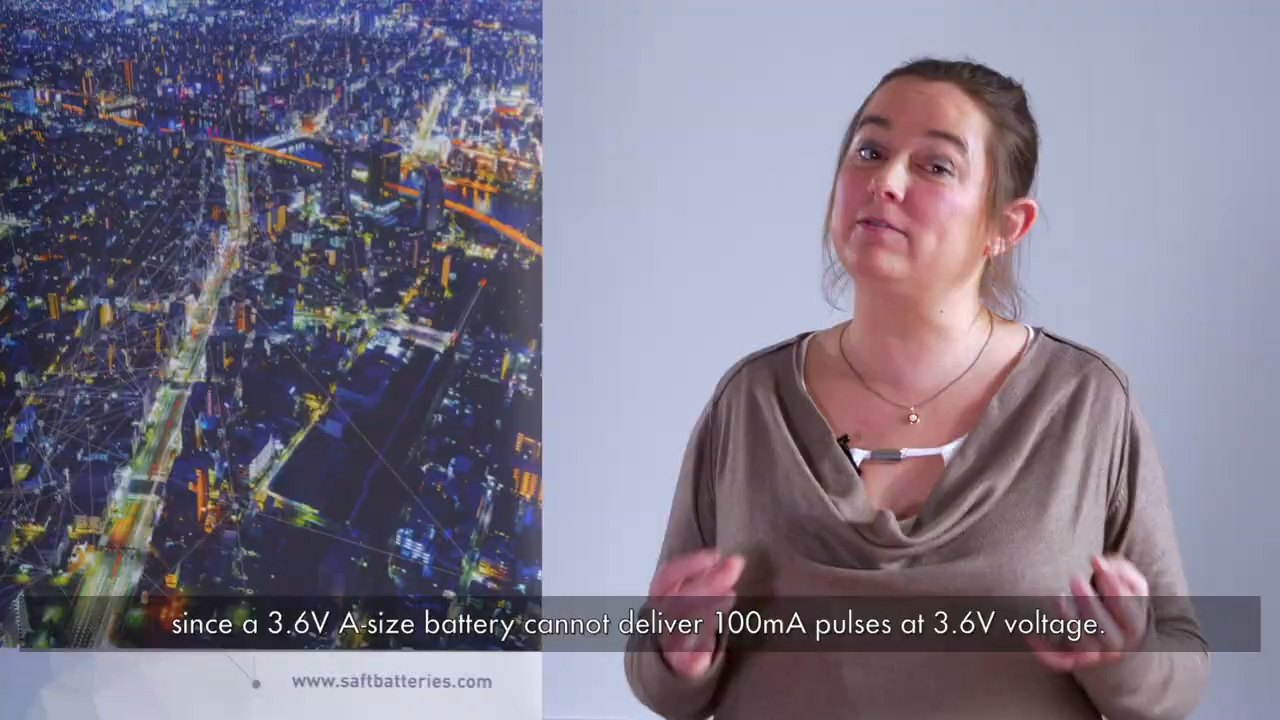 since a 3.6V A-size battery cannot deliver 100mA pulses at 3.6V voltage.
www.saftbatteries.com